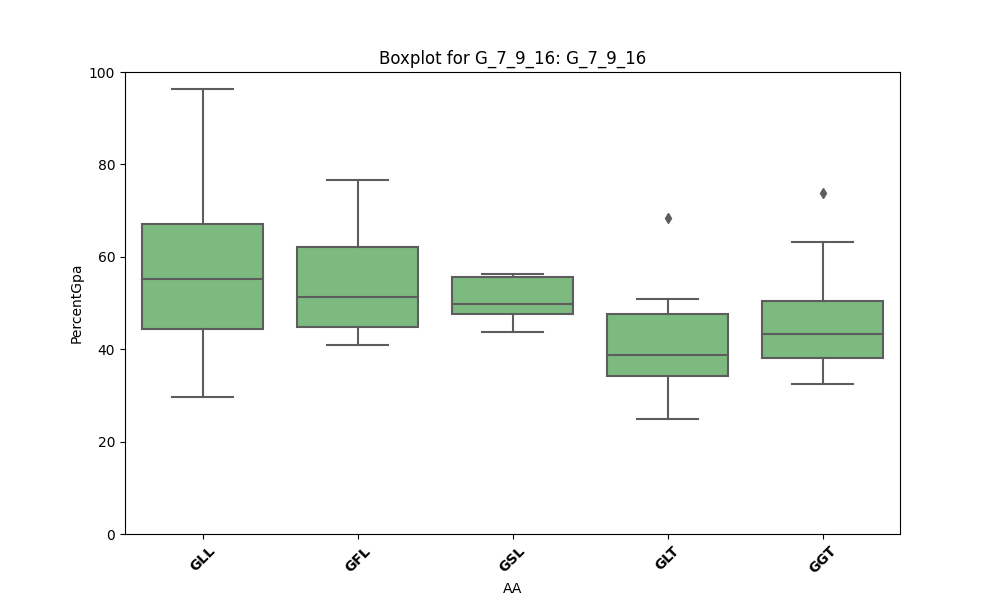 Boxplot for G_7_9_16: G_7_9_16
100
80
60
40
20
0
PercentGpa
GLL
GFL
GSL
GLT
GGT
AA